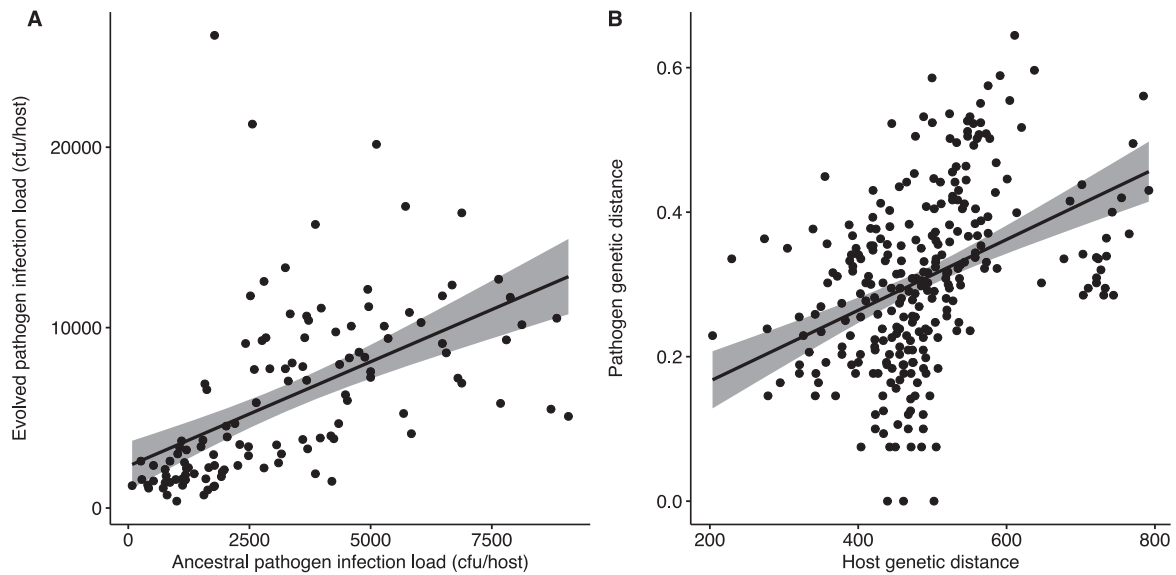 A
Evolved pathogen infection load (cfu/host)
20000
10000
0
0 2500 5000 7500
Ancestral pathogen infection load (cfu/host)
B
Pathogen genetic distance
0.6
0.4
0.2
0.0
200 400 600 800
Host genetic distance